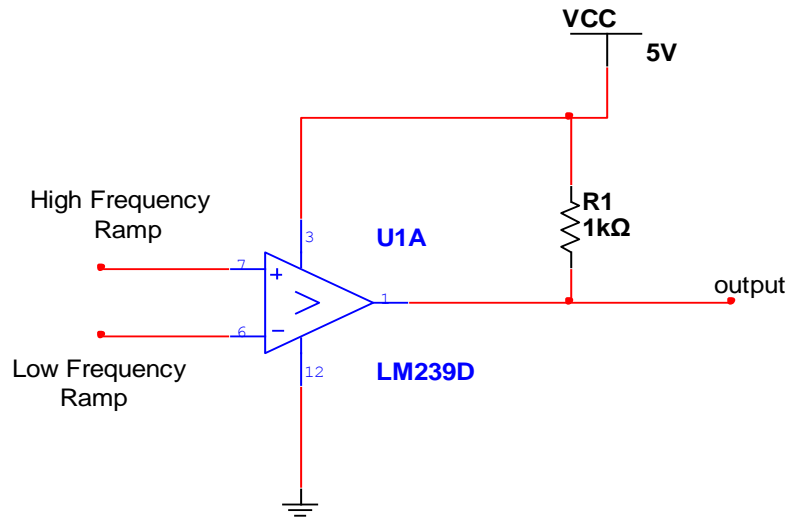 VCC
5V
High Frequency
Ramp
R1
1kΩ
3
U1A
7
+
>
1
output
6
−
Low Frequency
Ramp
12
LM239D